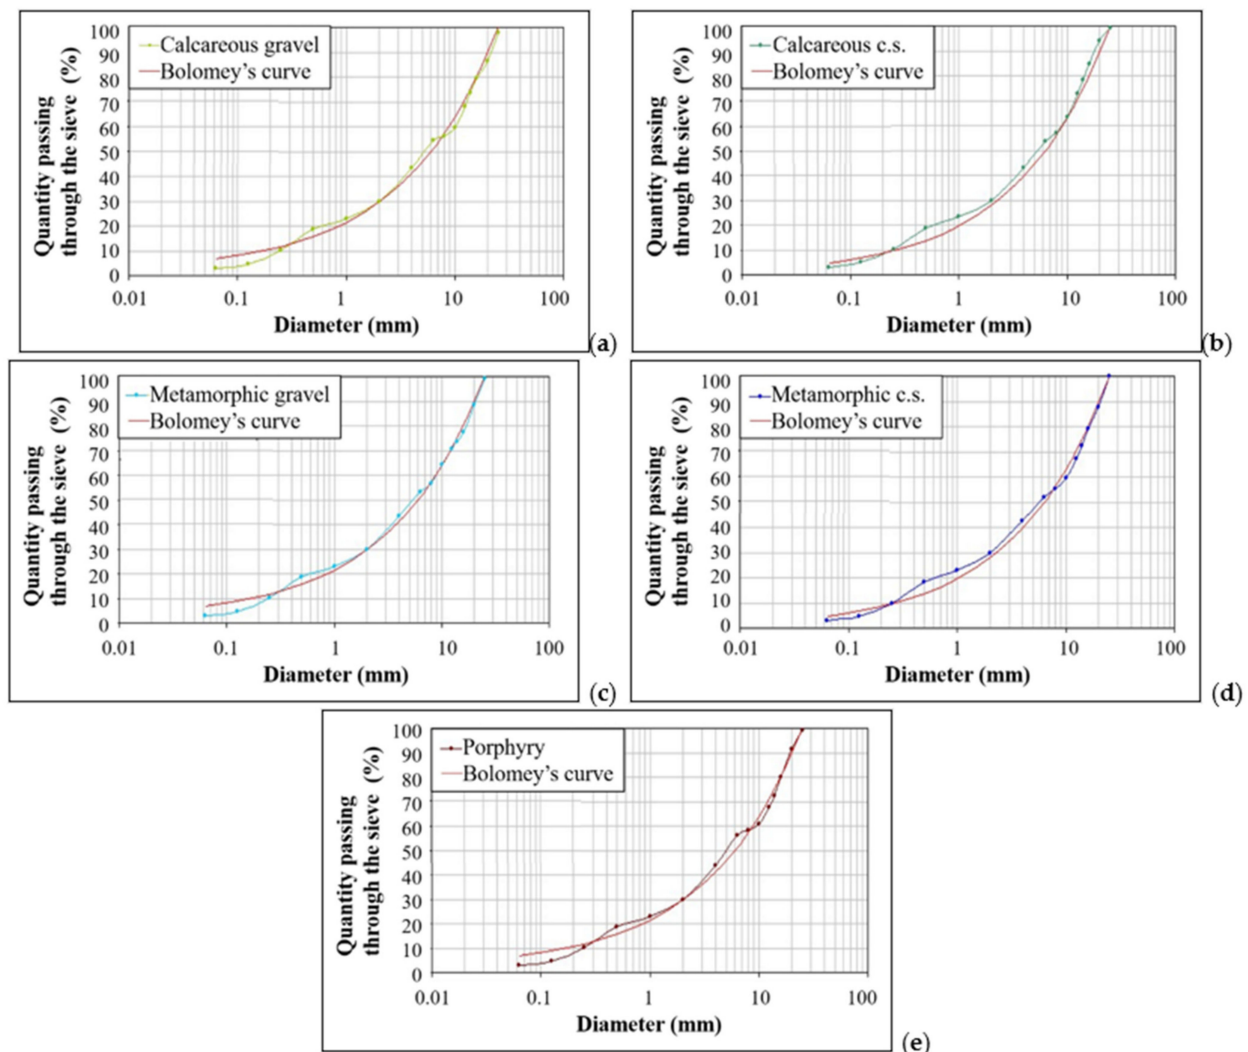 Calcareous gravel
Bolomey's curve
Quantity passing
through the sieve (%)
100
90
80
70
60
50
40
30
20
10
0
0.01 0.1 1 10 100
Diameter (mm)
(a)
Calcareous c.s.
Bolomey's curve
Quantity passing
through the sieve (%)
100
90
80
70
60
50
40
30
20
10
0
0.01 0.1 1 10 100
Diameter (mm)
(b)
Metamorphic gravel
Bolomey's curve
Quantity passing
through the sieve (%)
100
90
80
70
60
50
40
30
20
10
0
0.01 0.1 1 10 100
Diameter (mm)
(c)
Metamorphic c.s.
Bolomey's curve
Quantity passing
through the sieve (%)
100
90
80
70
60
50
40
30
20
10
0
0.01 0.1 1 10 100
Diameter (mm)
(d)
Porphyry
Bolomey's curve
Quantity passing
through the sieve (%)
100
90
80
70
60
50
40
30
20
10
0
0.01 0.1 1 10 100
Diameter (mm)
(e)